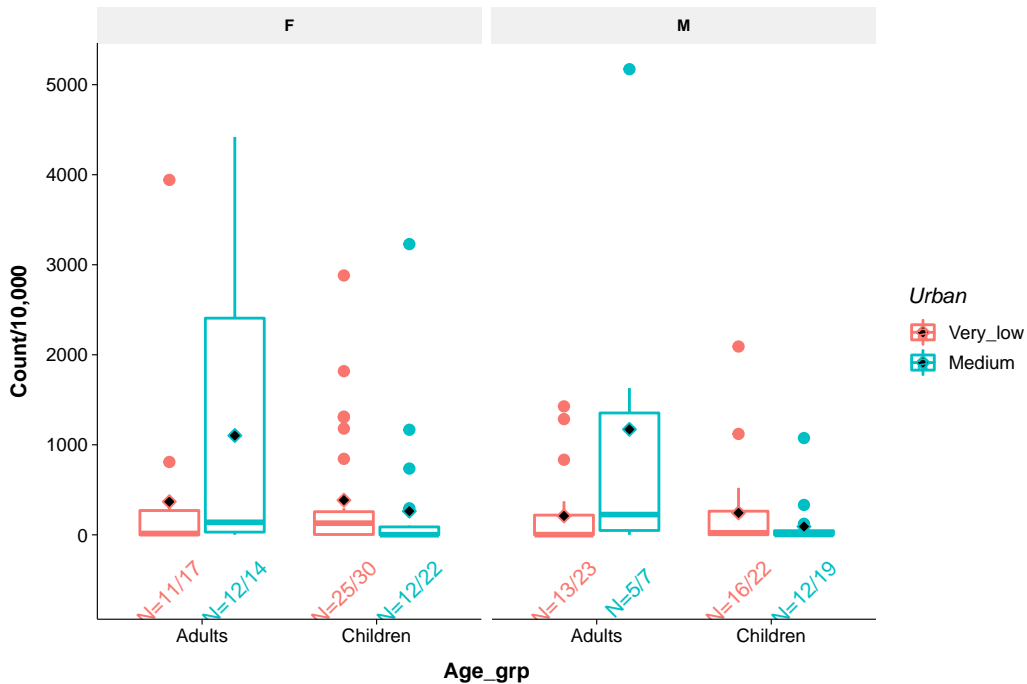 F
M
5000
4000
3000
2000
1000
0
Count/10,000
N=11/17
N=12/14
N=25/30
N=12/22
N=13/23
N=5/7
N=16/22
N=12/19
Adults
Children
Adults
Children
Age_grp
Urban
Very_low
Medium